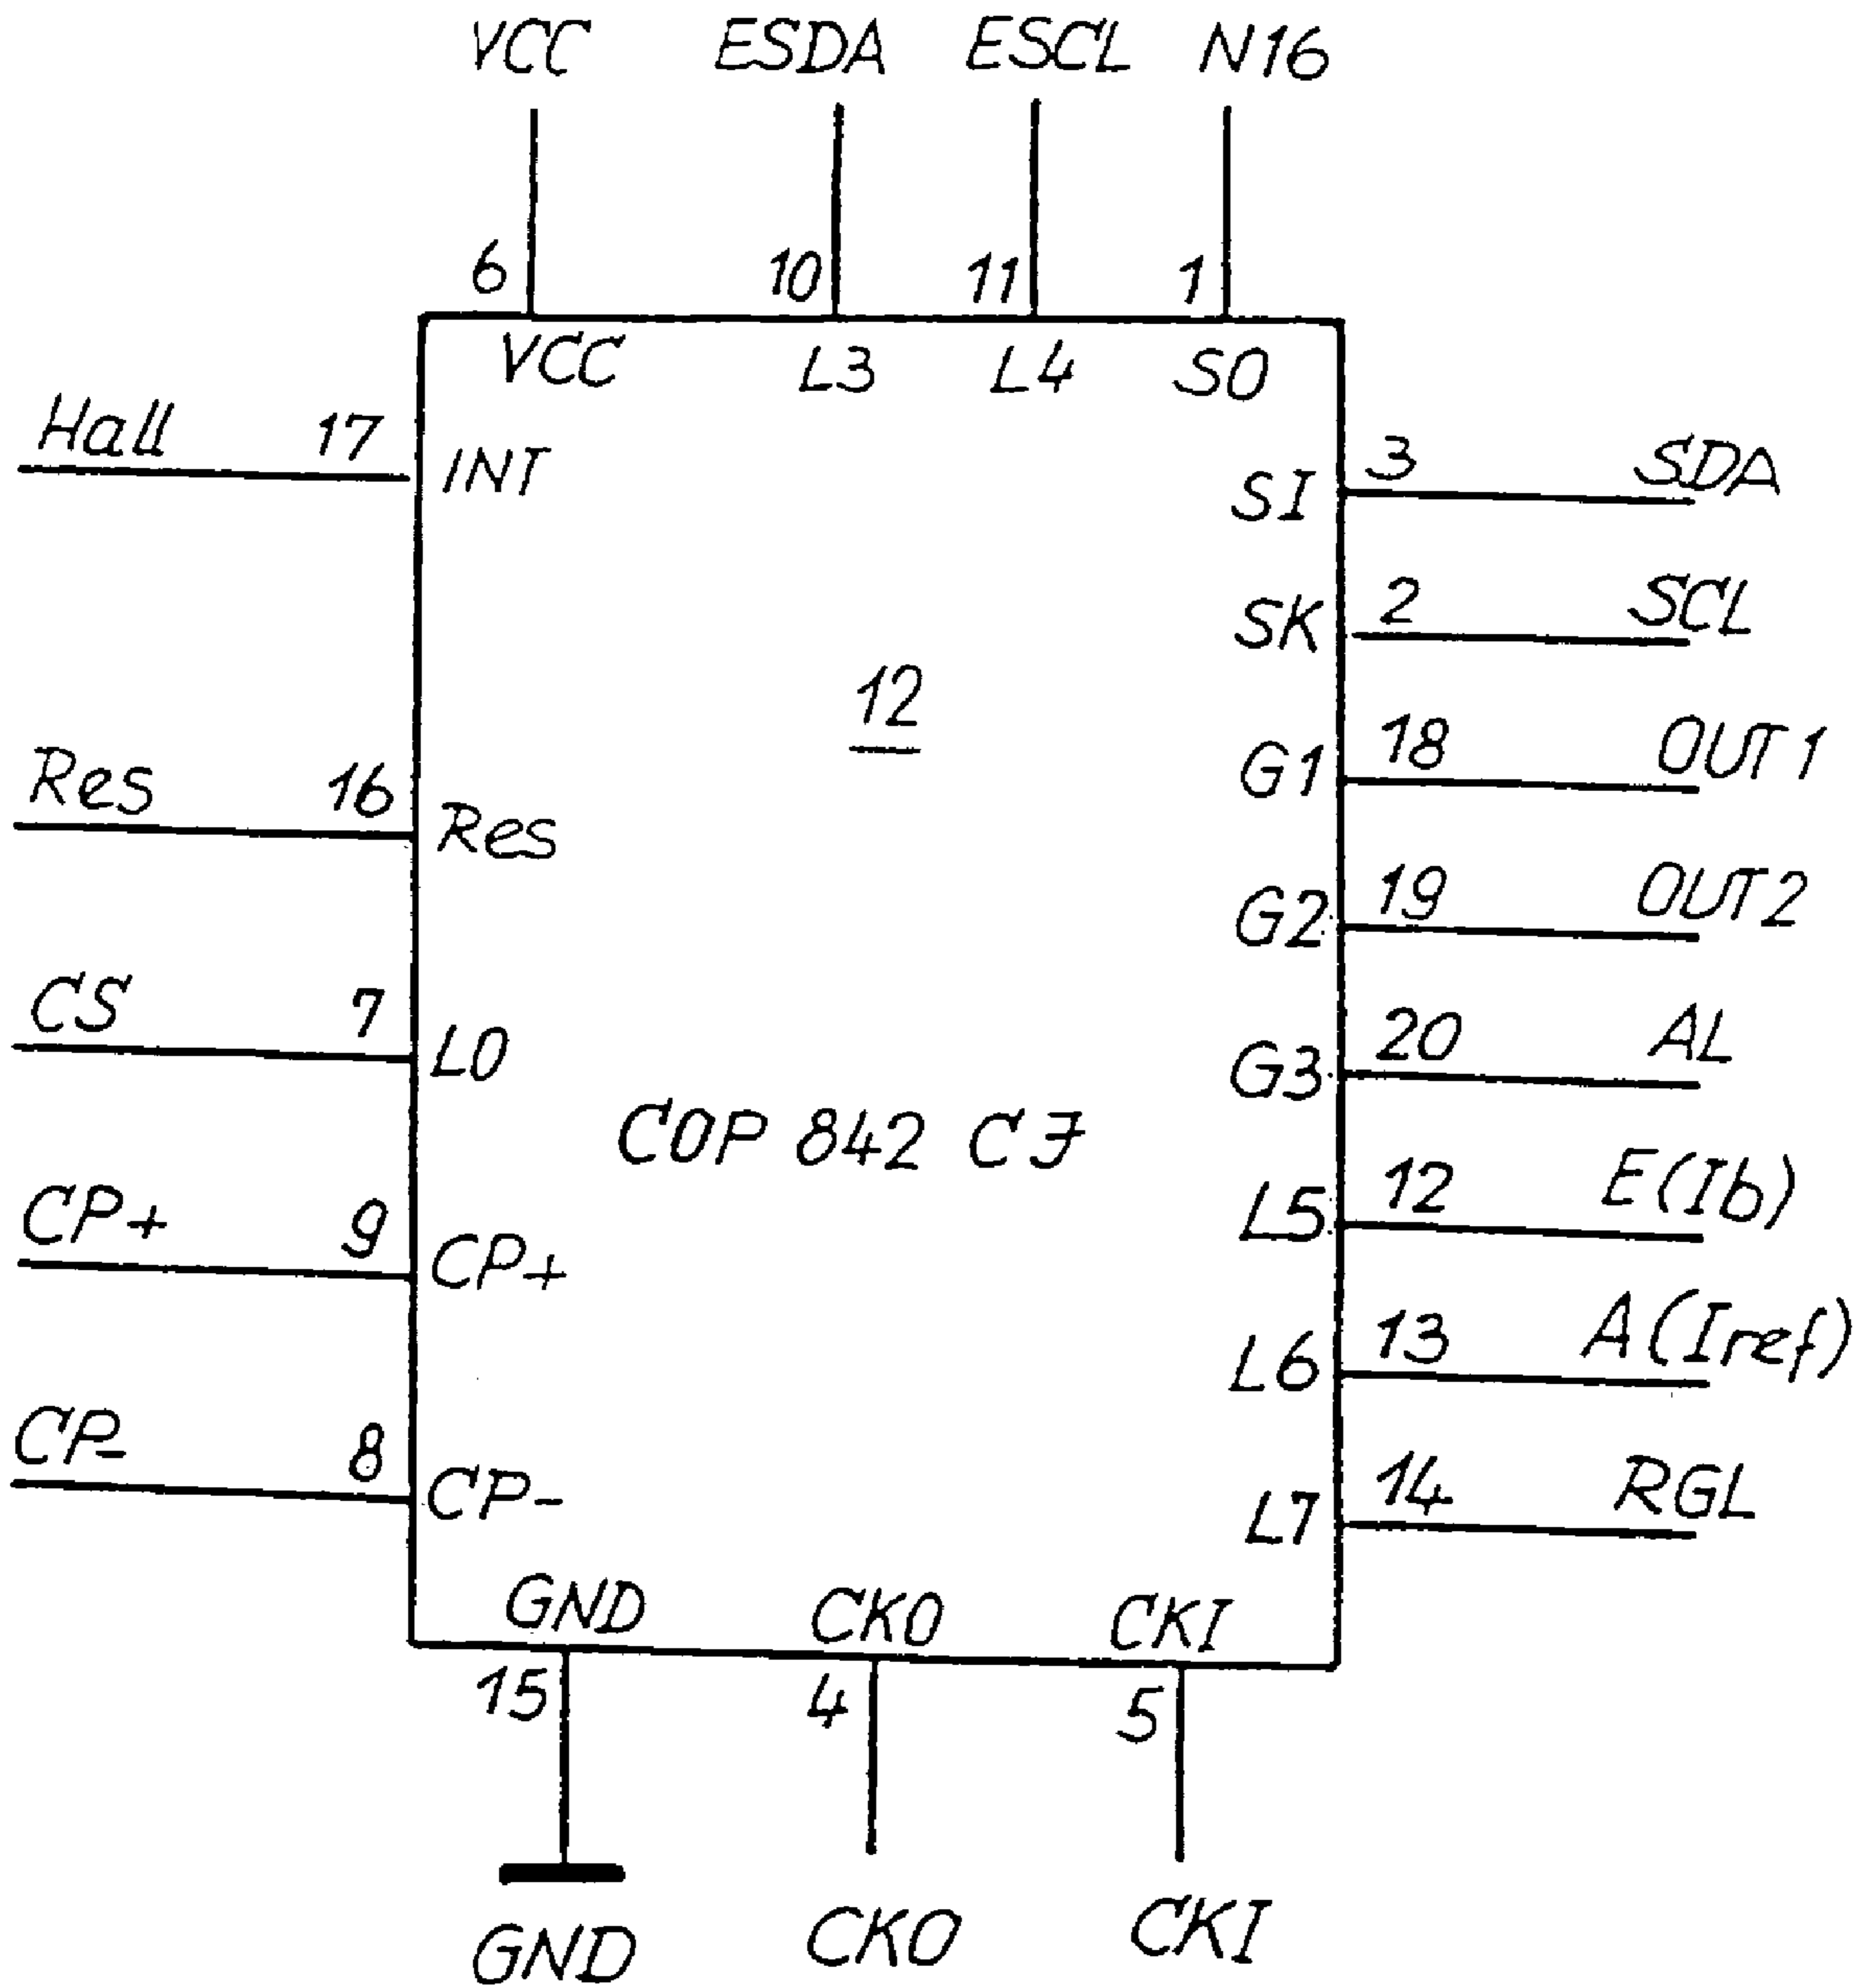 VCC ESDA ESCL N16
6 10 11 1
VCC L3 L4 SO
Hall 17 INT
SI 3 SDA
SK 2 SCL
12
G1 18 OUT1
Res 16 Res
G2 19 OUT2
CS 7 L0
G3 20 AL
COP 842 CJ
L5 12 E(Ib)
CP+ 9 CP+
L6 13 A(Iref)
CP- 8 CP-
L7 14 RGL
GND CKO CKI
15 4 5
GND CKO CKI